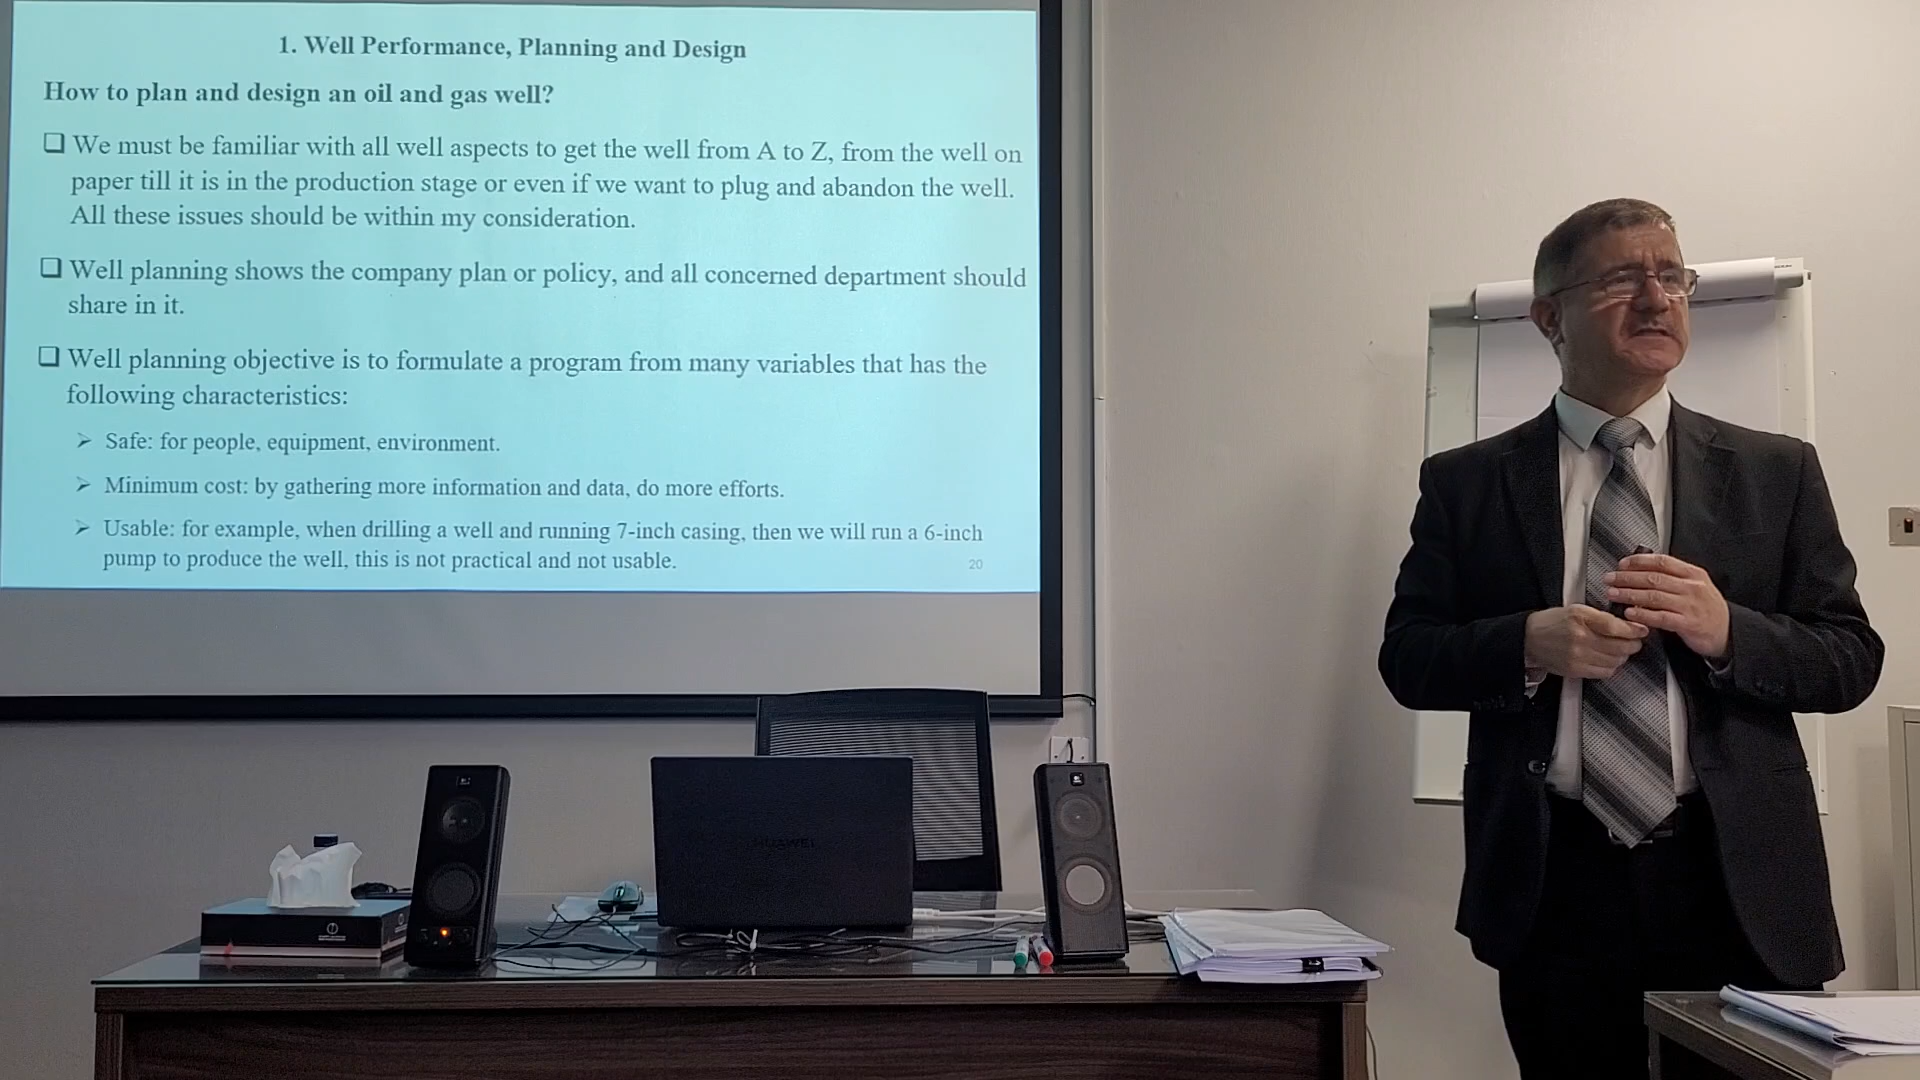 1. Well Performance, Planning and Design
How to plan and design an oil and gas well?
❑ We must be familiar with all well aspects to get the well from A to Z, from the well on
paper till it is in the production stage or even if we want to plug and abandon the well.
All these issues should be within my consideration.
❑ Well planning shows the company plan or policy, and all concerned department should
share in it.
❑ Well planning objective is to formulate a program from many variables that has the
following characteristics:
➢ Safe: for people, equipment, environment.
➢ Minimum cost: by gathering more information and data, do more efforts.
➢ Usable: for example, when drilling a well and running 7-inch casing, then we will run a 6-inch
pump to produce the well, this is not practical and not usable.
20
HUAWEI